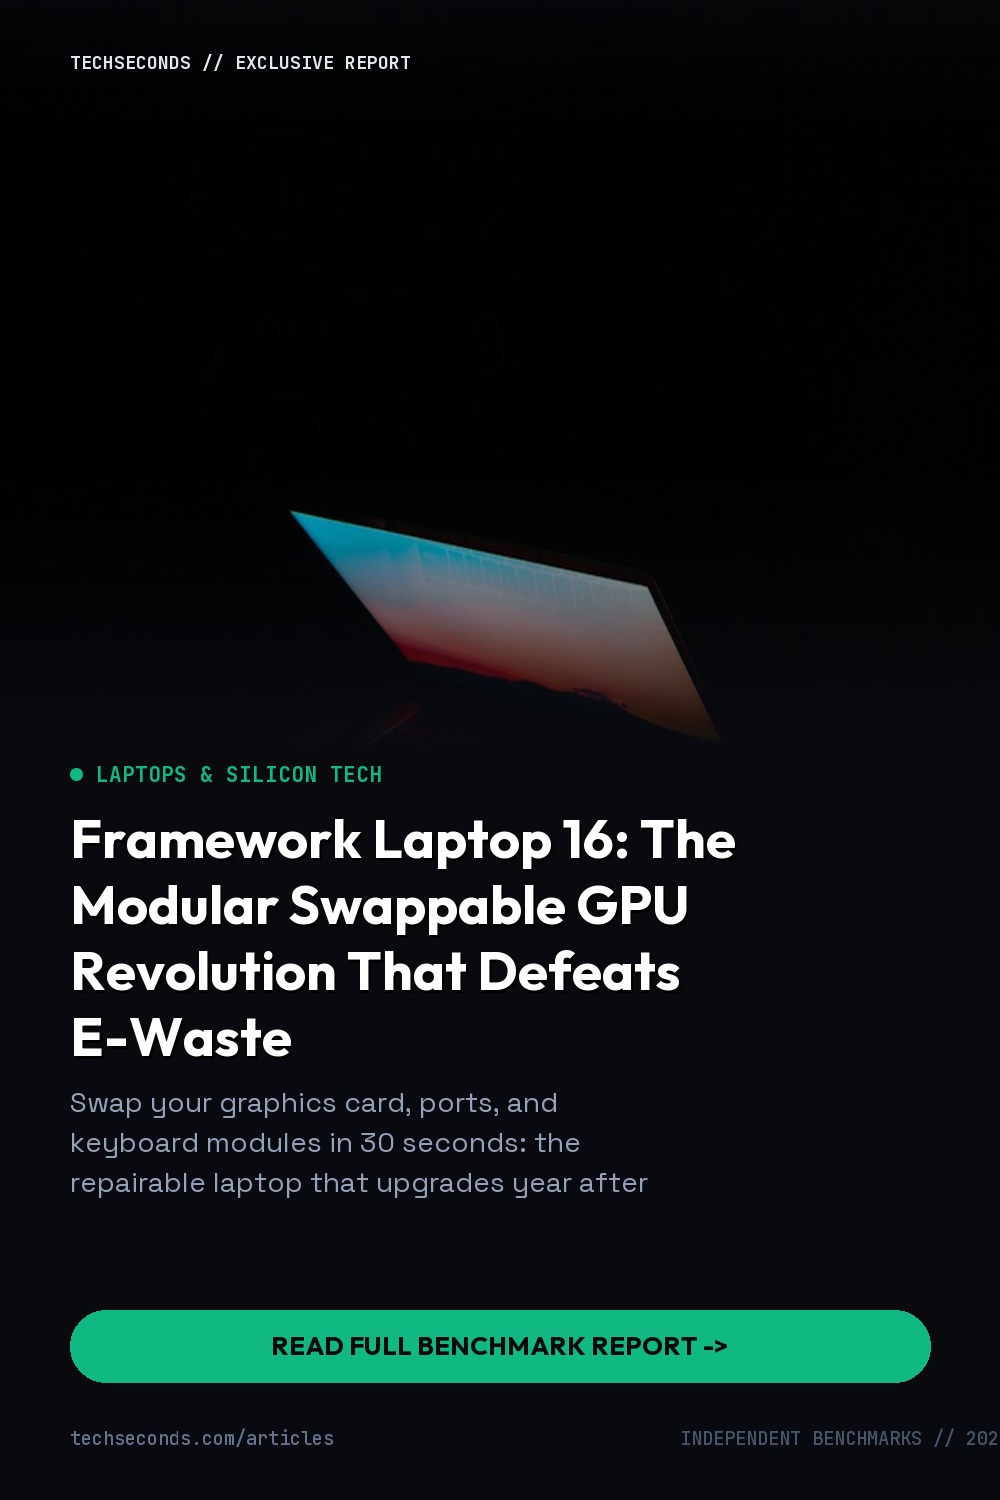 TECHSECONDS // EXCLUSIVE REPORT
LAPTOPS & SILICON TECH
Framework Laptop 16: The
Modular Swappable GPU
Revolution That Defeats
E-Waste
Swap your graphics card, ports, and
keyboard modules in 30 seconds: the
repairable laptop that upgrades year after
READ FULL BENCHMARK REPORT ->
techseconds.com/articles
INDEPENDENT BENCHMARKS // 202